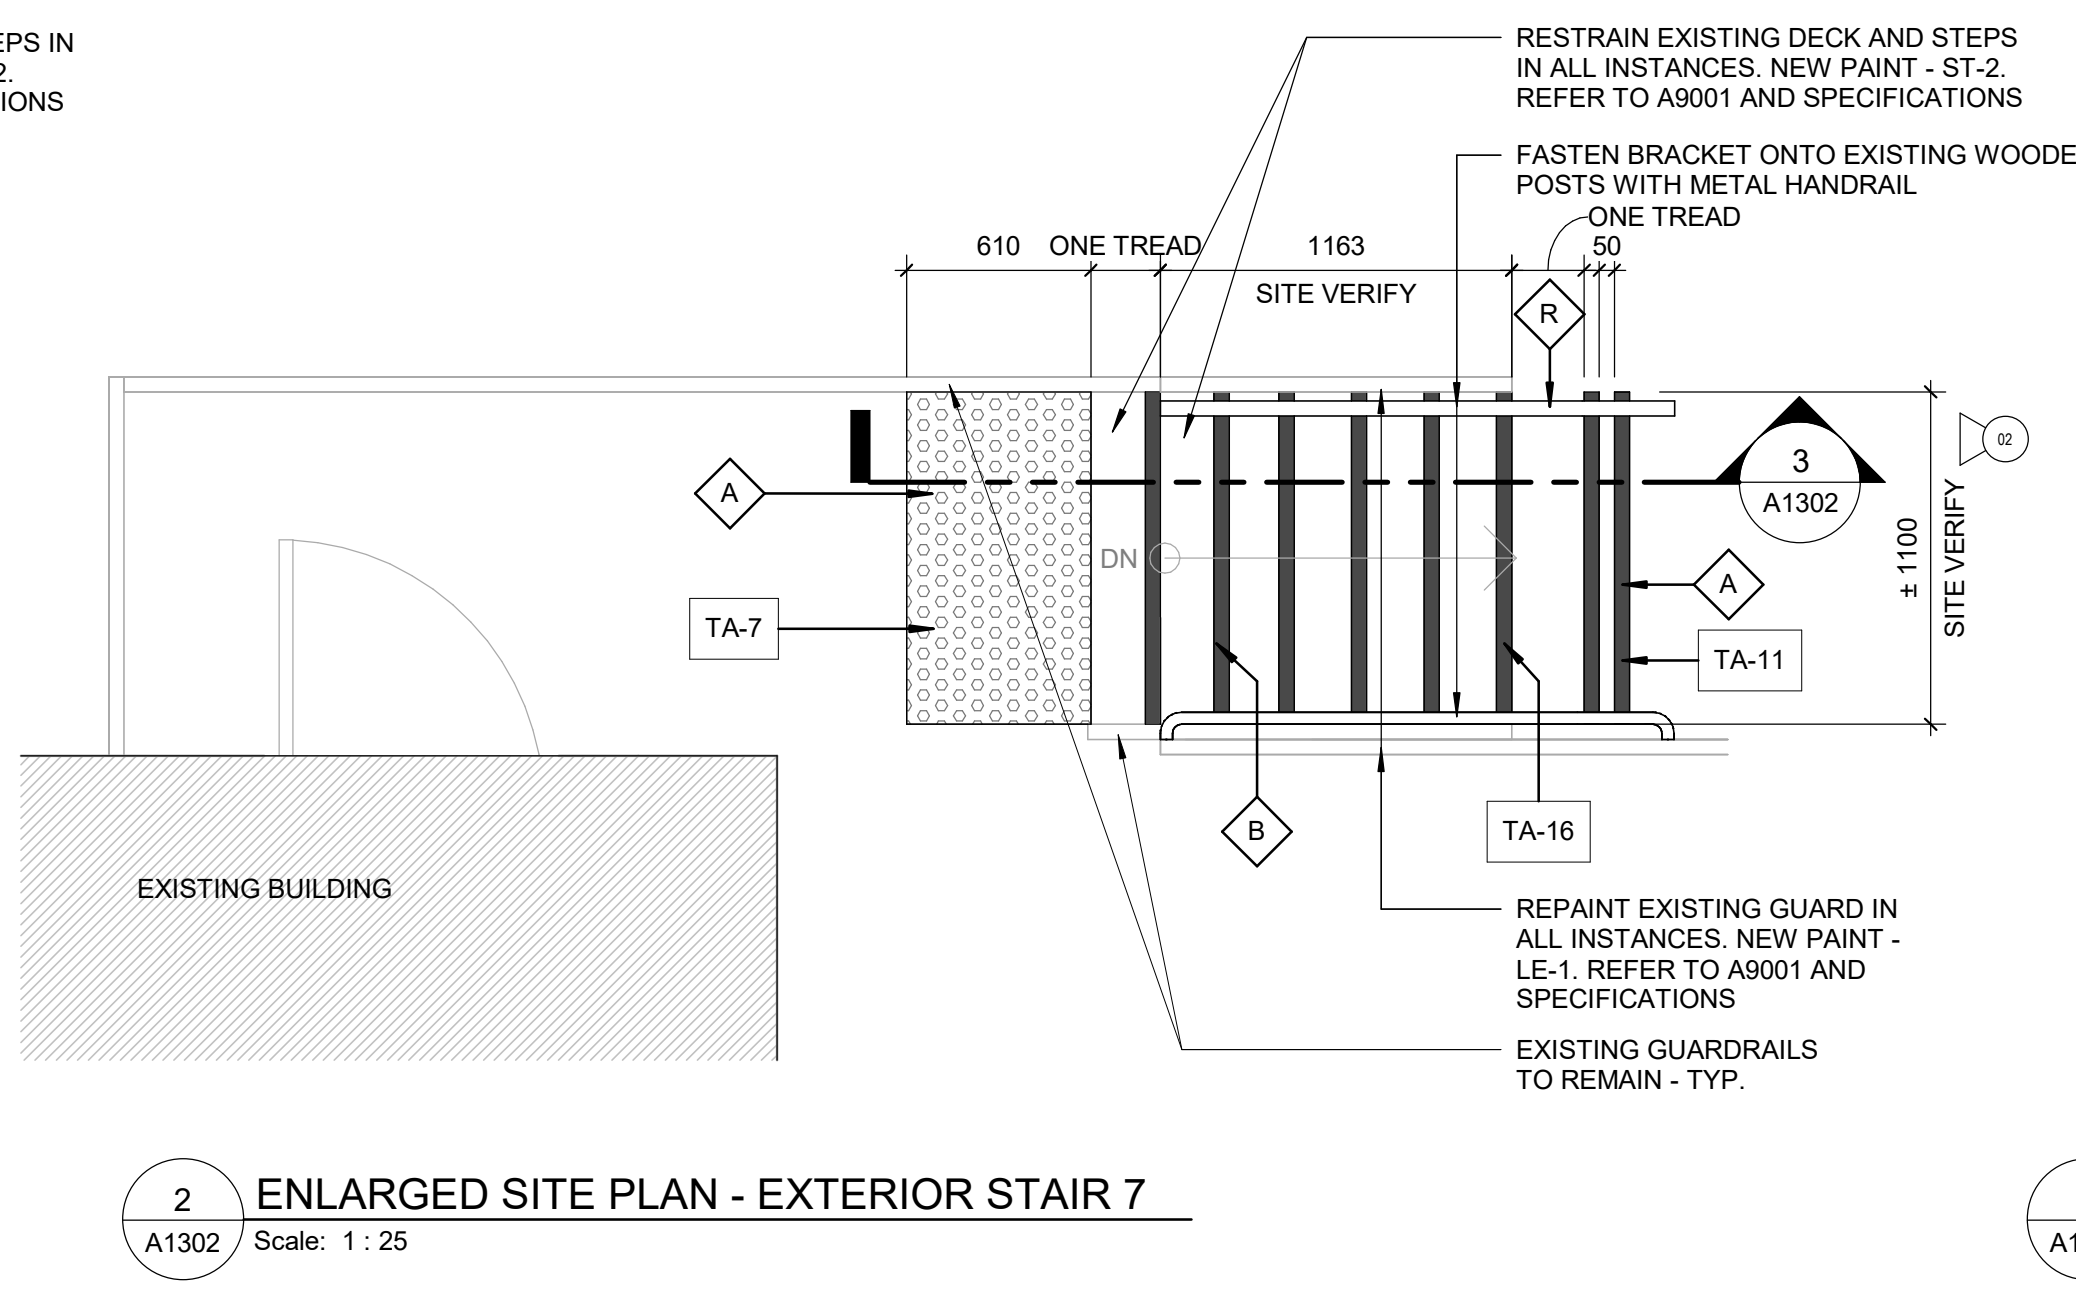 EPS IN
2.
IONS
RESTRAIN EXISTING DECK AND STEPS
IN ALL INSTANCES. NEW PAINT - ST-2.
REFER TO A9001 AND SPECIFICATIONS
FASTEN BRACKET ONTO EXISTING WOODE
POSTS WITH METAL HANDRAIL
ONE TREAD
610 ONE TREAD 1163 50
SITE VERIFY
R
02
A
3
A1302
± 1100
SITE VERIFY
DN
A
TA-7
TA-11
B
TA-16
EXISTING BUILDING
REPAINT EXISTING GUARD IN
ALL INSTANCES. NEW PAINT -
LE-1. REFER TO A9001 AND
SPECIFICATIONS
EXISTING GUARDRAILS
TO REMAIN - TYP.
2
A1302
ENLARGED SITE PLAN - EXTERIOR STAIR 7
Scale: 1 : 25
A1